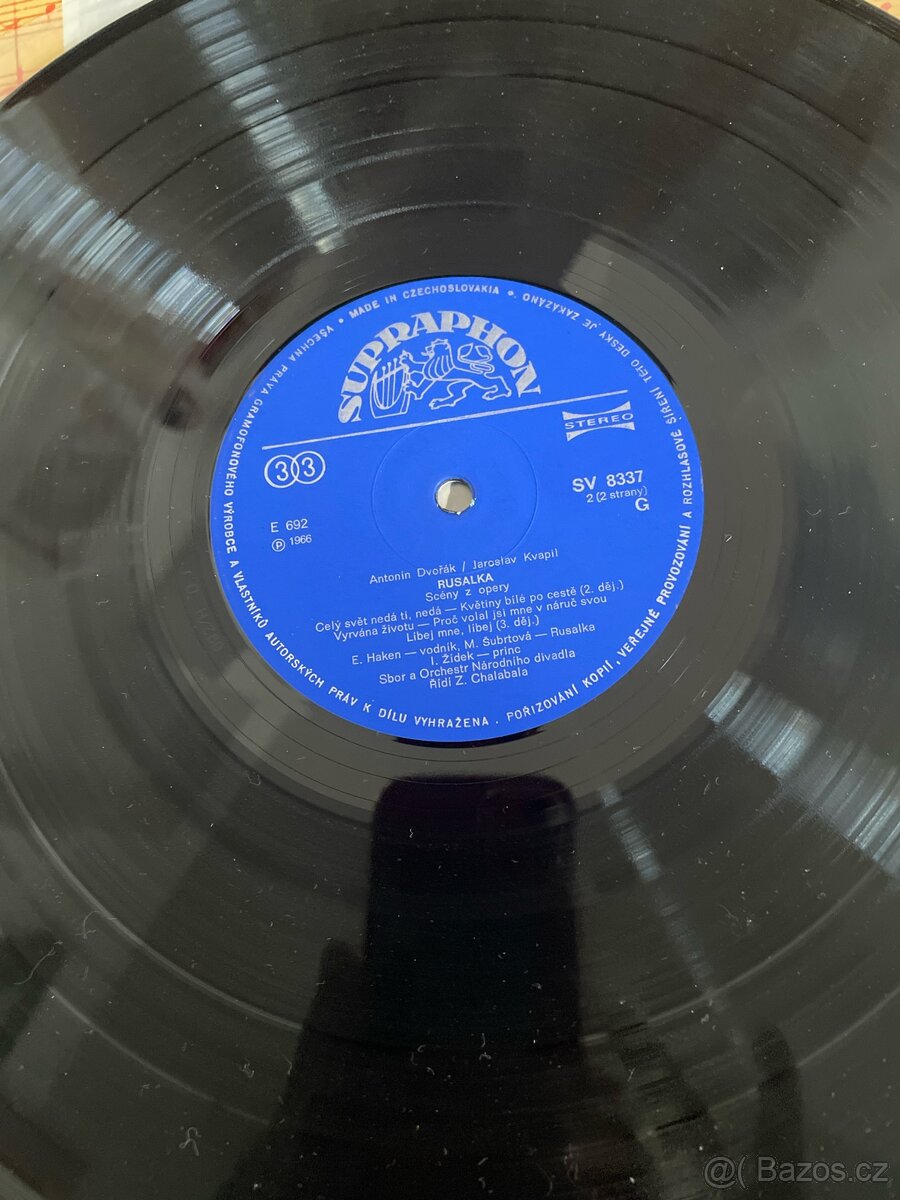 VŠECHNA PRÁVA GRAMOFONOVÉHO VÝROBCE A VLASTNÍKŮ AUTORSKÝCH PRÁV K DÍLU VYHRAŽENA . POŘIZOVÁNÍ KOPIÍ, VEŘEJNÉ PROVOZOVÁNÍ A ROZHLASOVÉ ŠÍŘENÍ TÉTO DESKY JE ZAKÁZÁNO . • MADE IN CZECHOSLOVAKIA •
SUPRAPHON
STEREO
33
SV 8337
2 (2 strany)
G
E 692
Ⓟ 1966
Antonín Dvořák / Jaroslav Kvapil
RUSALKA
Scény z opery
Celý svět nedá ti, nedá — Květiny bílé po cestě (2. děj.)
Vyrvána životu — Proč volal jsi mne v náruč svou
Líbej mne, líbej (3. děj.)
E. Haken — vodník, M. Šubrtová — Rusalka
I. Žídek — princ
Sbor a Orchestr Národního divadla
Řídí Z. Chalabala
@( Bazos.cz